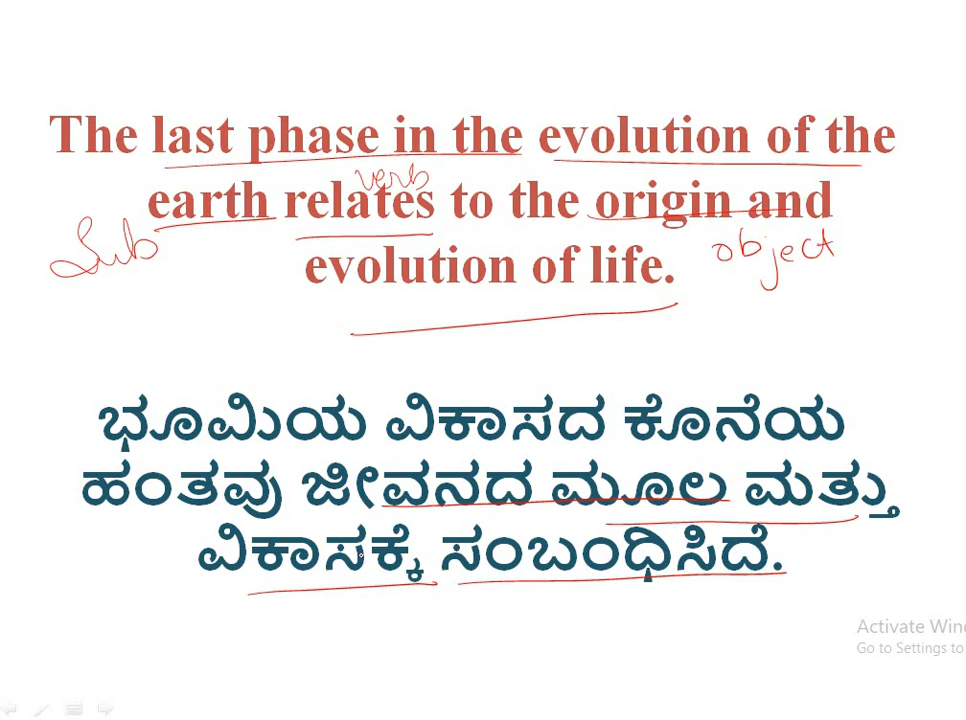 The last phase in the evolution of the
verb
earth relates to the origin and
Sub
object
evolution of life.
ಭೂಮಿಯ ವಿಕಾಸದ ಕೊನೆಯ
ಹಂತವು ಜೀವನದ ಮೂಲ ಮತ್ತು
ವಿಕಾಸಕ್ಕೆ ಸಂಬಂಧಿಸಿದೆ.
Activate Win
Go to Settings to